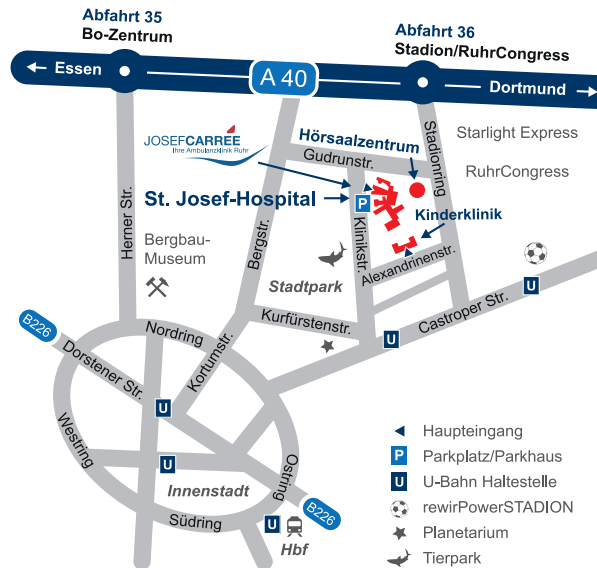 Abfahrt 35
Bo-Zentrum
Abfahrt 36
Stadion/RuhrCongress
Essen
A 40
Dortmund
JOSEFCARREE
Ihre Ambulanzklinik Ruhr
Hörsaalzentrum
Gudrunstr.
Stadionring
Starlight Express
RuhrCongress
St. Josef-Hospital
P
Kinderklinik
Herner Str.
Bergstr.
Klinikstr.
Bergbau-
Museum
Stadtpark
Alexandrinenstr.
U
Castroper Str.
B226
Nordring
Kurfürstenstr.
U
Dorstener Str.
Kortumstr.
U
Westring
U
Innenstadt
Ostring
Südring
U
Hbf
B226
Haupteingang
P
Parkplatz/Parkhaus
U
U-Bahn Haltestelle
rewirPowerSTADION
Planetarium
Tierpark